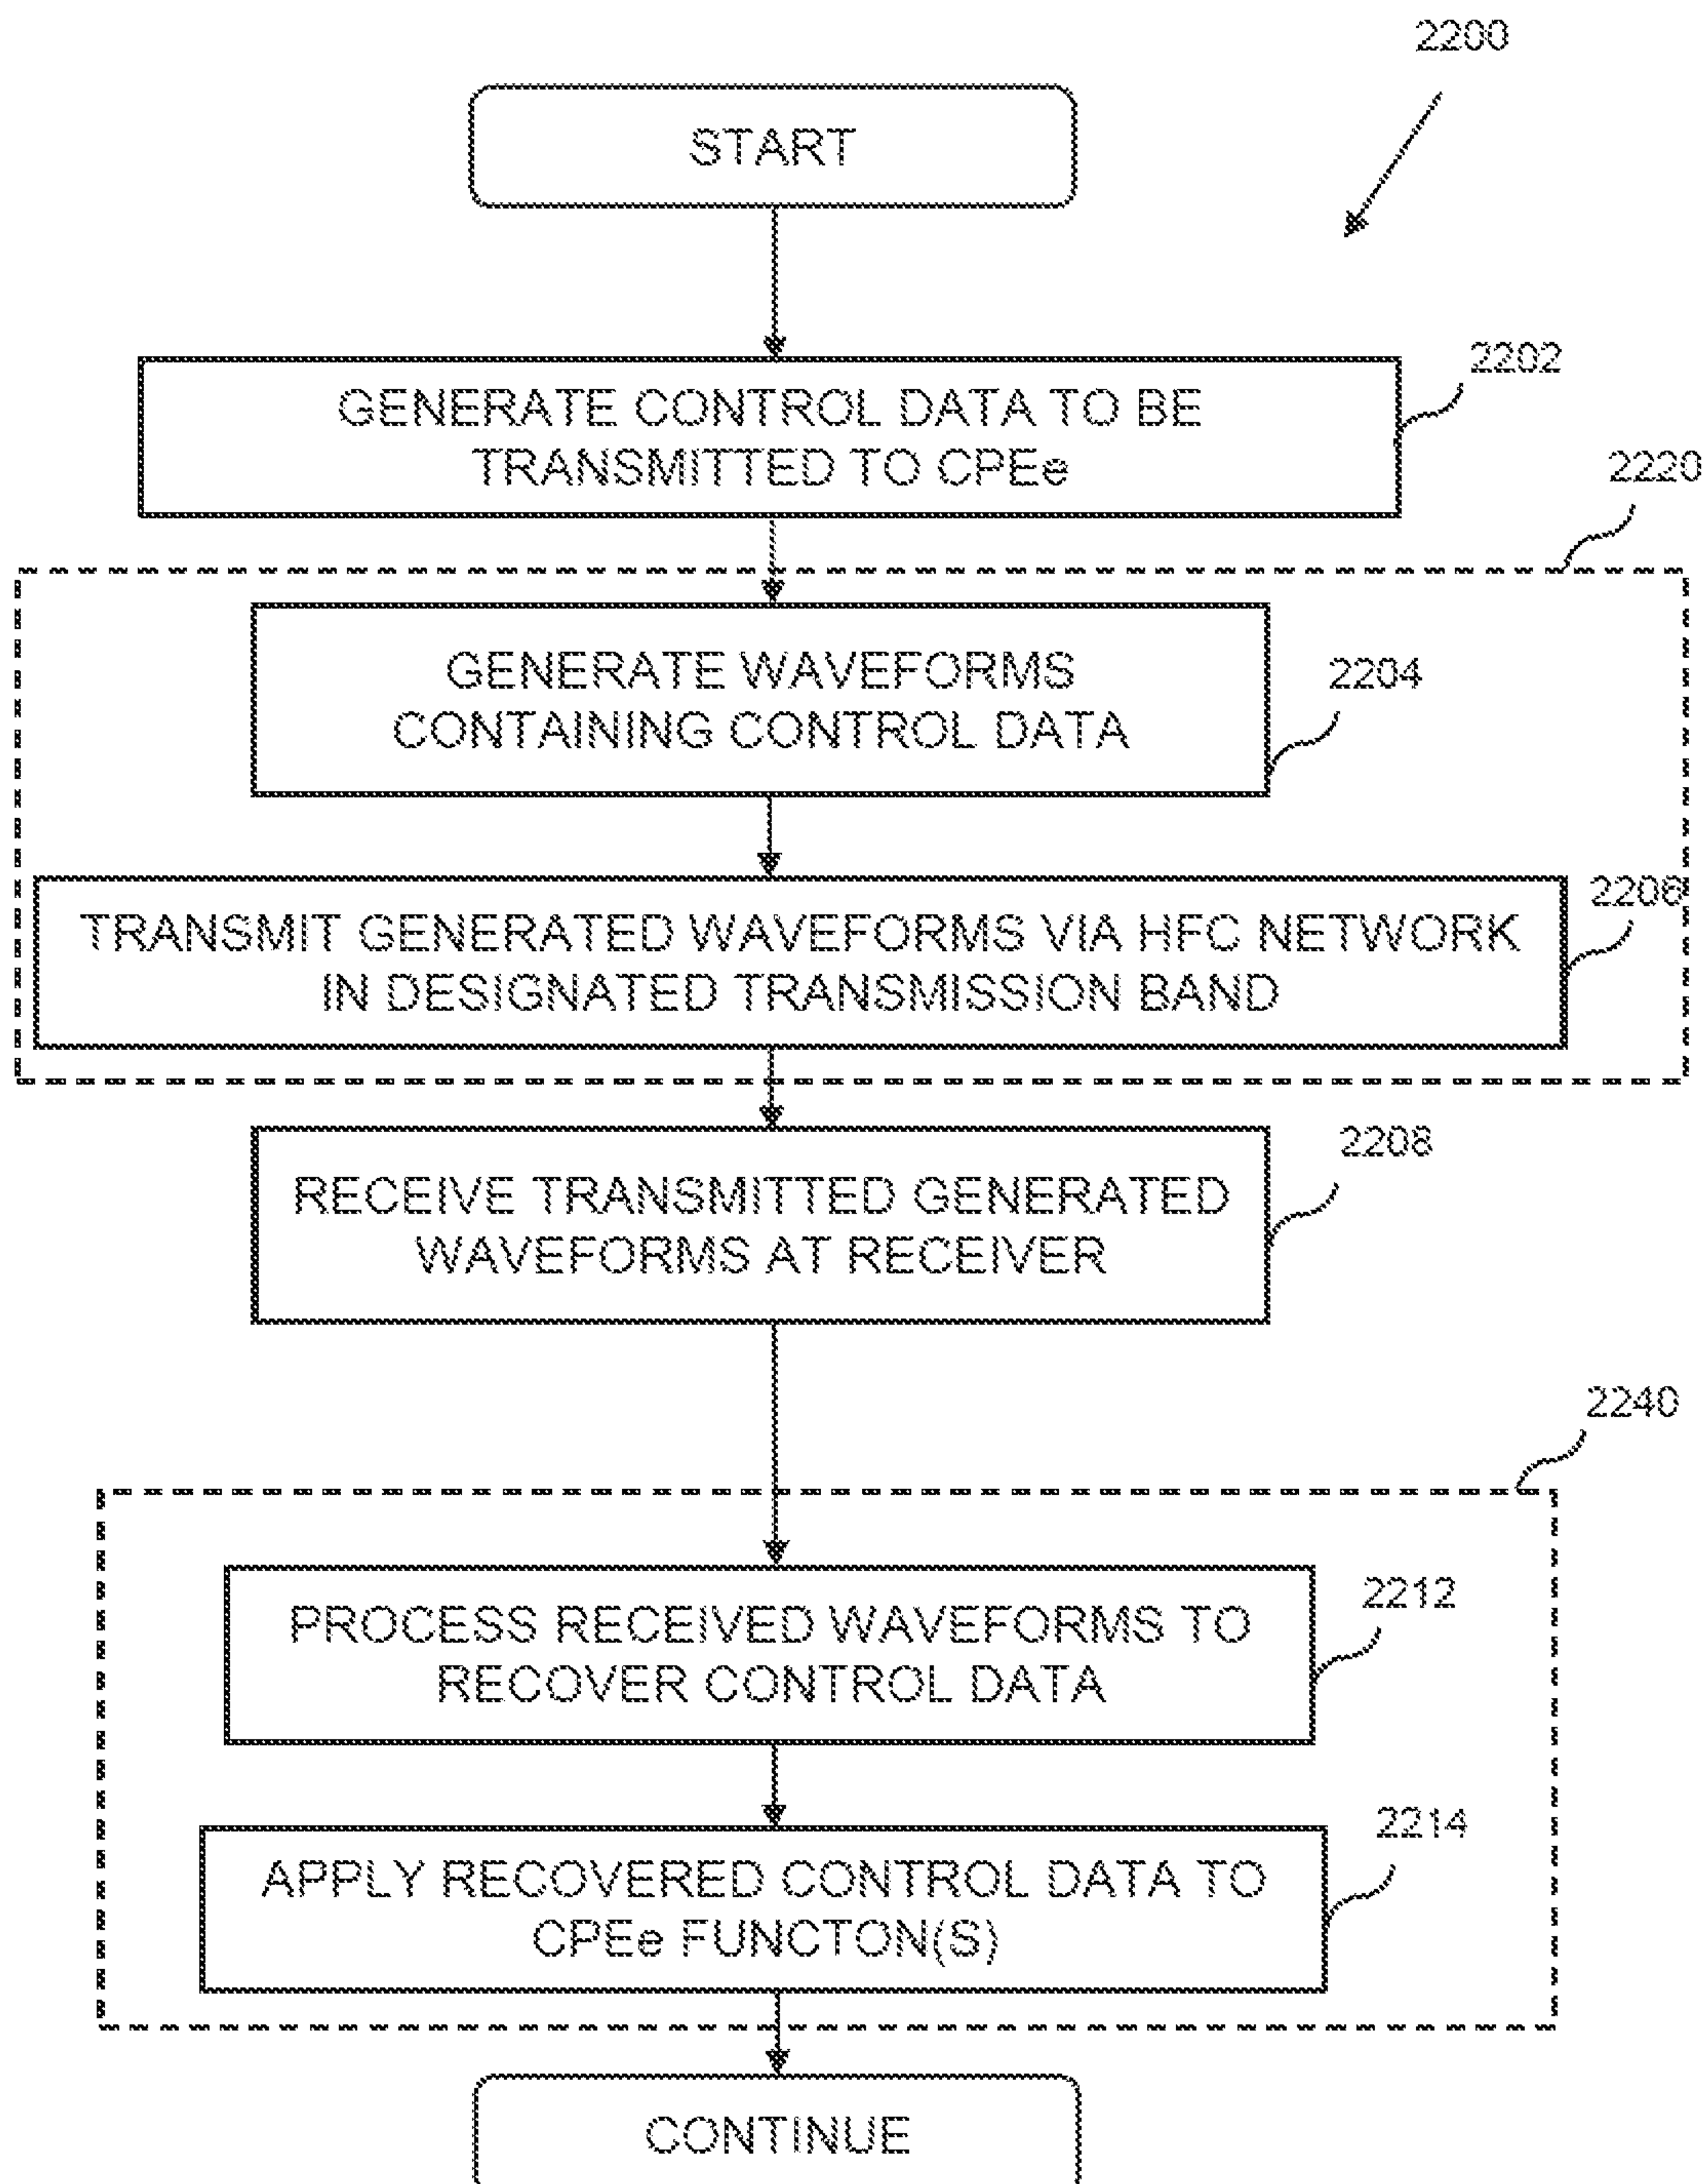 2200
START
GENERATE CONTROL DATA TO BE
TRANSMITTED TO CPEe
2202
2220
GENERATE WAVEFORMS
CONTAINING CONTROL DATA
2204
TRANSMIT GENERATED WAVEFORMS VIA HFC NETWORK
IN DESIGNATED TRANSMISSION BAND
2206
RECEIVE TRANSMITTED GENERATED
WAVEFORMS AT RECEIVER
2208
2240
PROCESS RECEIVED WAVEFORMS TO
RECOVER CONTROL DATA
2212
APPLY RECOVERED CONTROL DATA TO
CPEe FUNCTON(S)
2214
CONTINUE